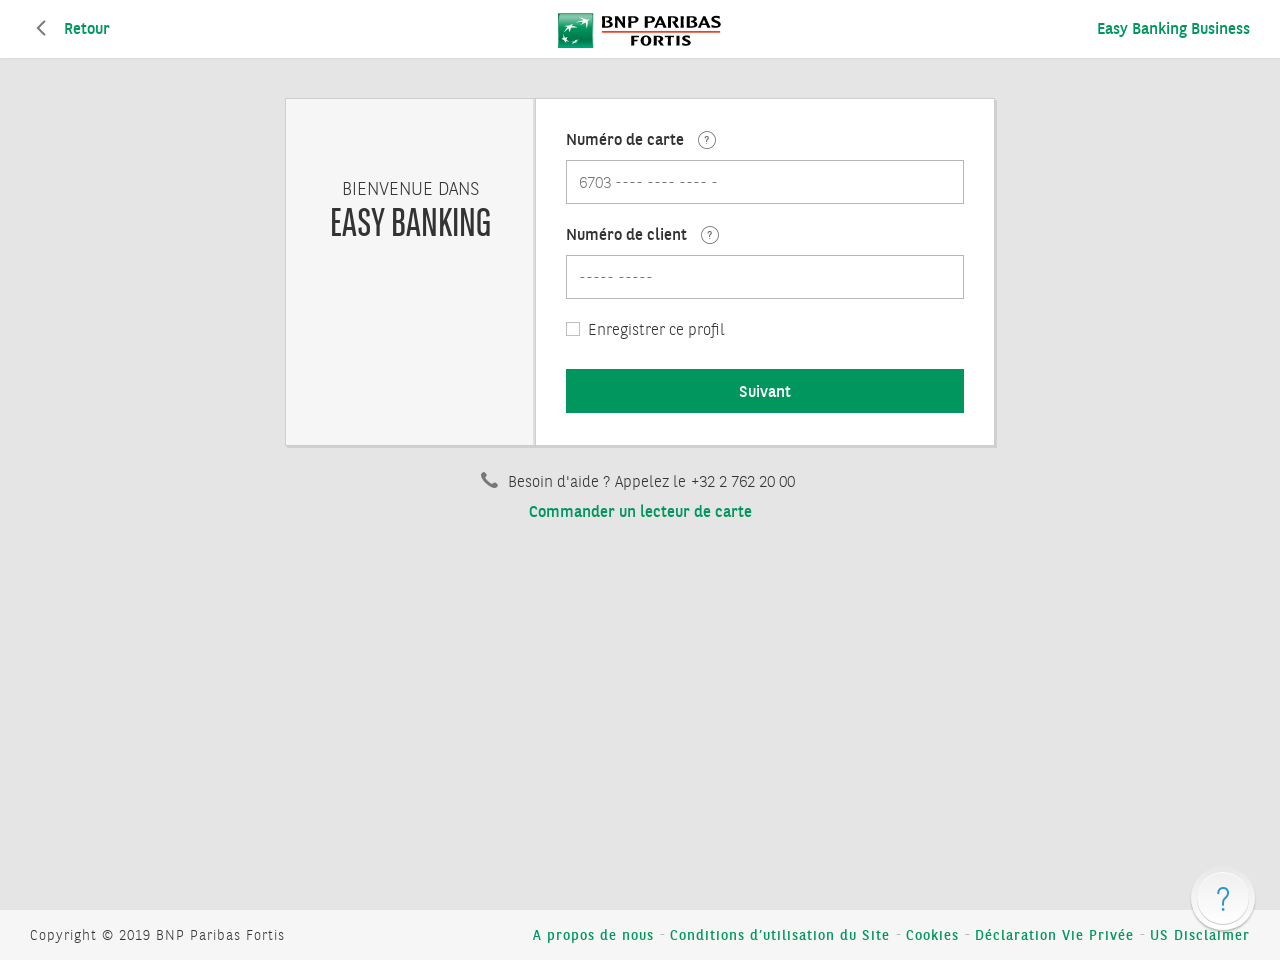 Retour
BNP PARIBAS
FORTIS
Easy Banking Business
BIENVENUE DANS
EASY BANKING
Numéro de carte ?
6703 ---- ---- ---- -
Numéro de client ?
----- -----
Enregistrer ce profil
Suivant
Besoin d'aide ? Appelez le +32 2 762 20 00
Commander un lecteur de carte
?
Copyright © 2019 BNP Paribas Fortis
A propos de nous - Conditions d’utilisation du Site - Cookies - Déclaration Vie Privée - US Disclaimer